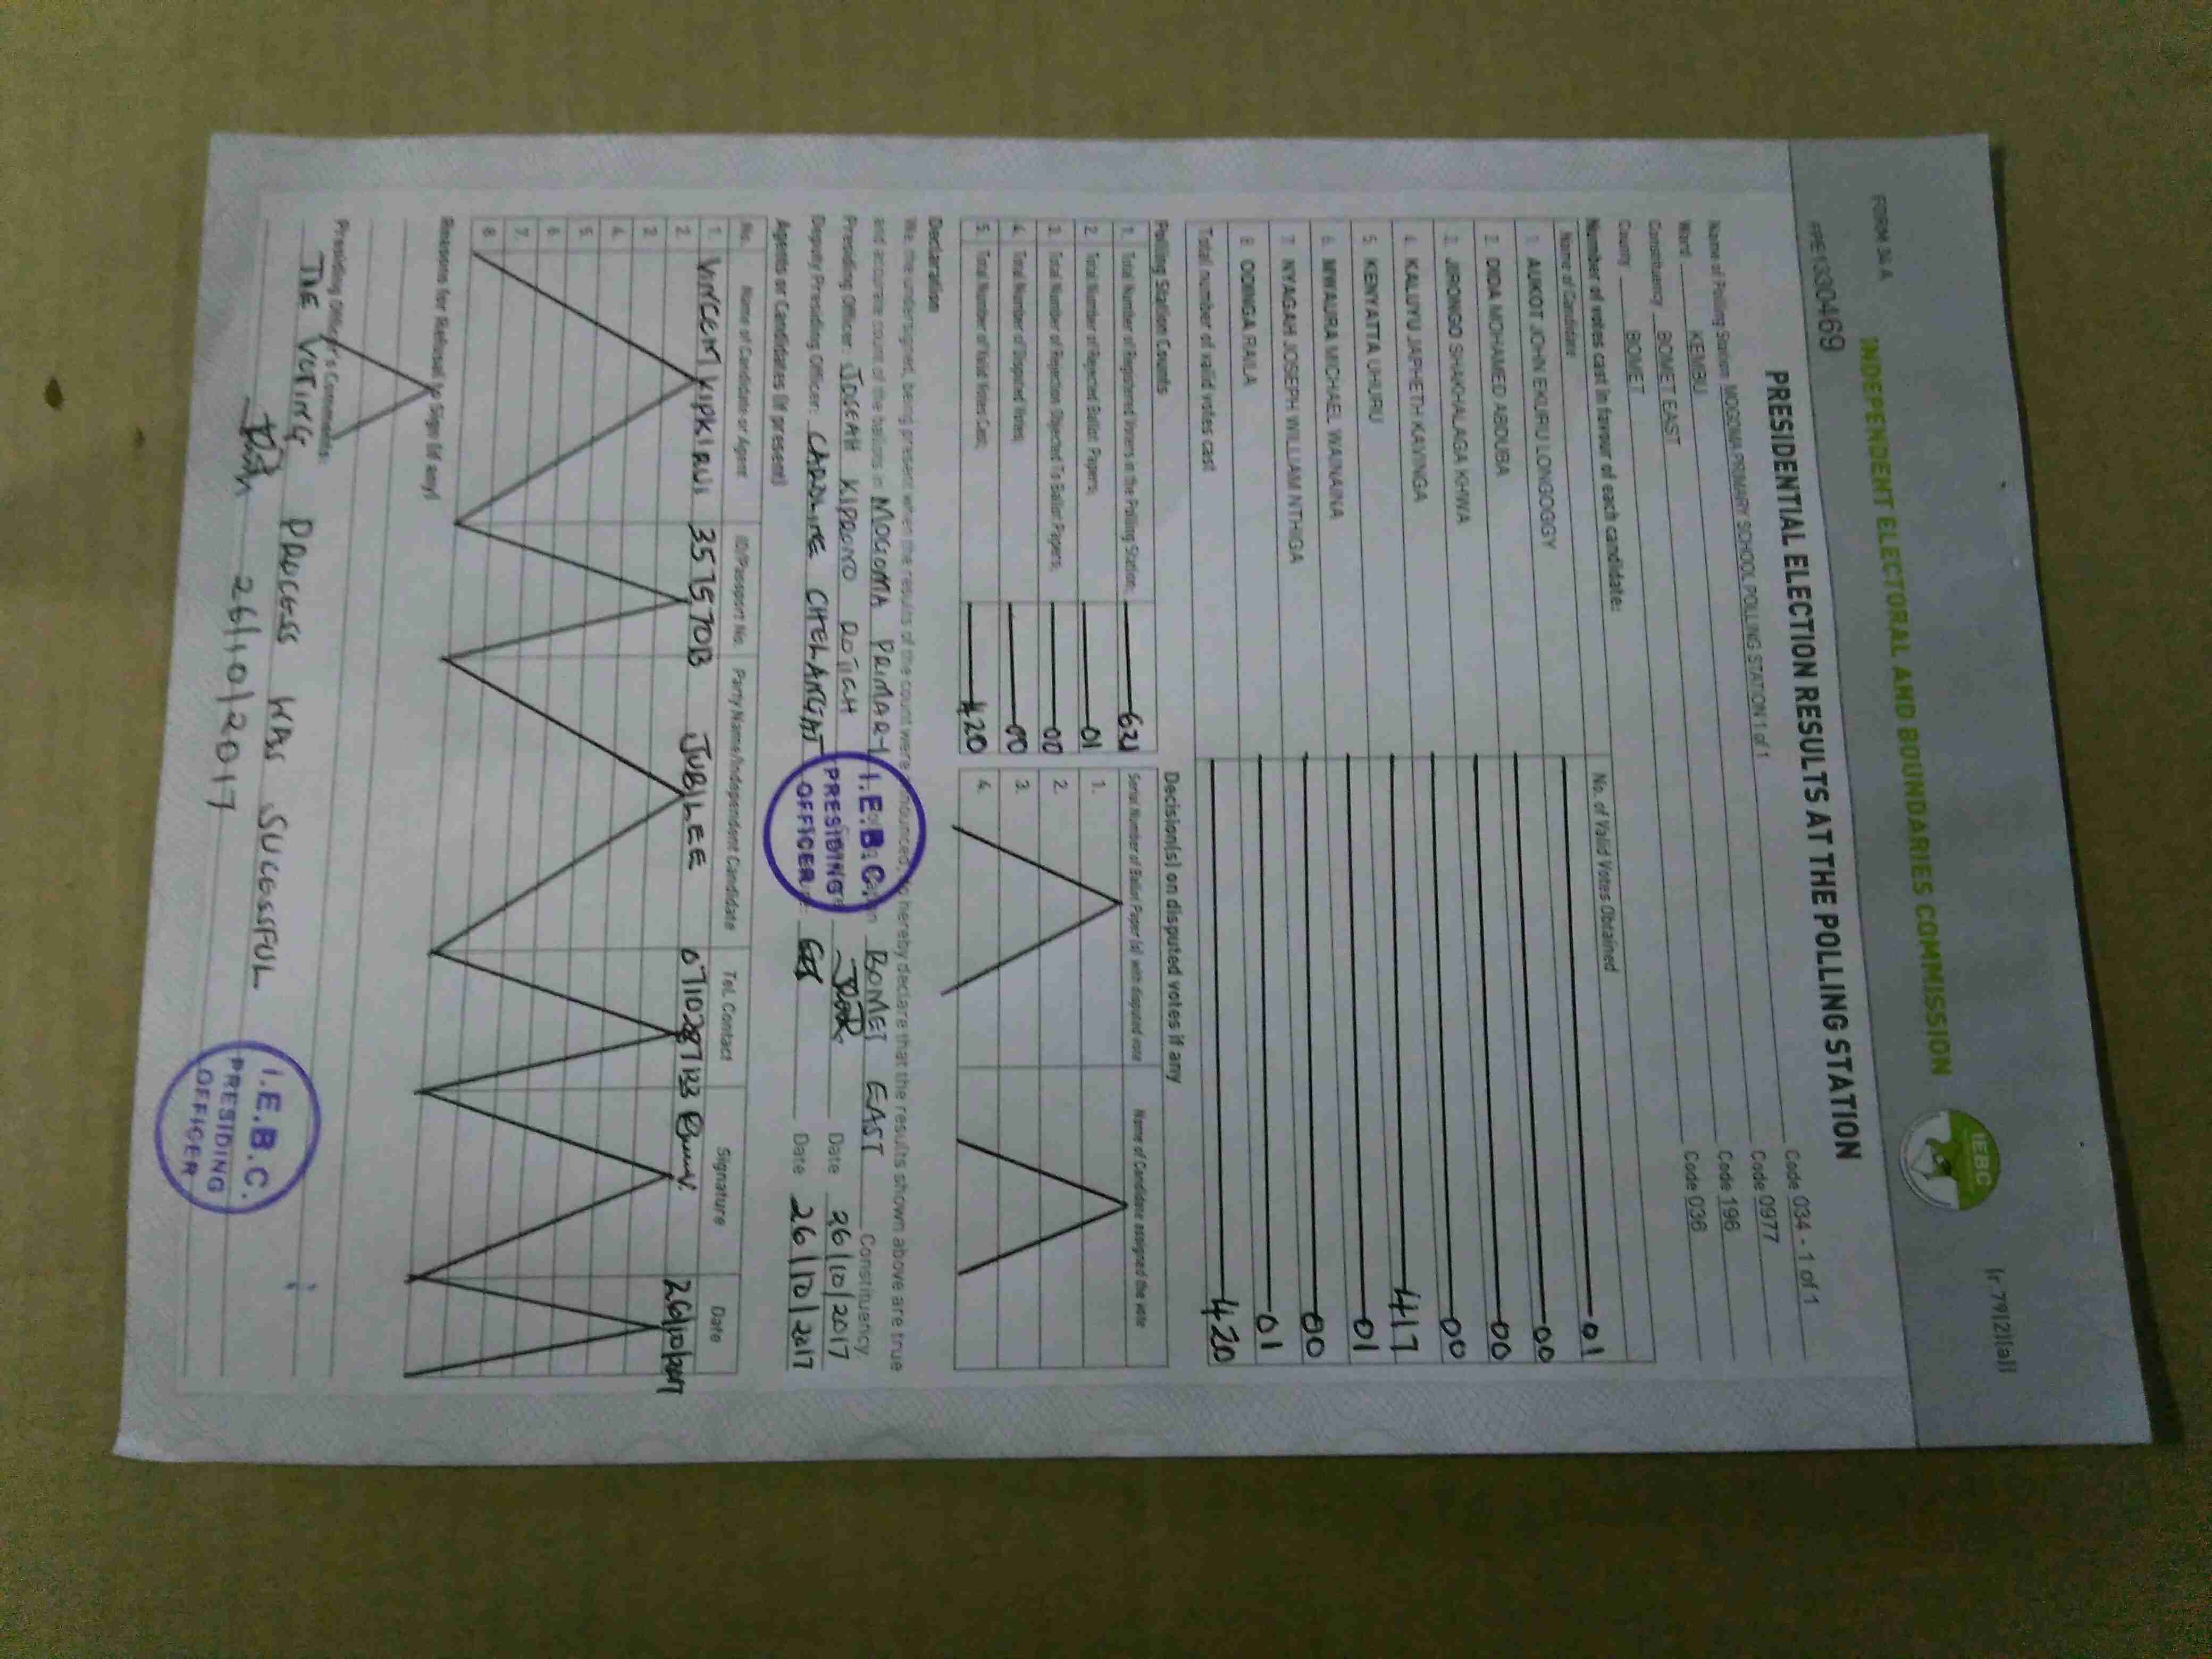 FORM 34 A
[r.79(2)(a)]
INDEPENDENT ELECTORAL AND BOUNDARIES COMMISSION
IEBC
PRESIDENTIAL ELECTION RESULTS AT THE POLLING STATION
Name of Polling Station MOGOMA PRIMARY SCHOOL POLLING STATION 1 of 1 Code 034 - 1 of 1
Ward KEMBU Code 0977
Constituency BOMET EAST Code 196
County BOMET Code 036
Number of votes cast in favour of each candidate:
Name of Candidate No. of Valid Votes Obtained
1. AUKOT JOHN EKURU LONGOGGY 01
2. DIDA MOHAMED ABDUBA 00
3. JIRONGO SHAKHALAGA KHWA 00
4. KALUYU JAPHETH KAVINGA 00
5. KENYATTA UHURU 417
6. MWAURA MICHAEL WAINAINA 01
7. NYAGAH JOSEPH WILLIAM NTHIGA 00
8. ODINGA RAILA 01
Total number of valid votes cast 420
Polling Station Counts
1. Total Number of Registered Voters in the Polling Station; 621
2. Total Number of Rejected Ballot Papers; 01
3. Total Number of Rejection Objected To Ballot Papers; 00
4. Total Number of Disputed Votes; 00
5. Total Number of Valid Votes Cast; 420
Decision(s) on disputed votes if any
Serial Number of Ballot Paper (s) with disputed vote Name of Candidate assigned the vote
1.
2.
3.
4.
Declaration
We, the undersigned, being present when the results of the count were announced, do hereby declare that the results shown above are true
and accurate count of the ballots in MOGOMA PRIMARY BOMET EAST Constituency.
Presiding Officer: JOSEPH KIPRONO ROTICH Date 26/10/2017
Deputy Presiding Officer: CAROLINE CHELANGAT Date 26/10/2017
I.E.B.C.
PRESIDING
OFFICER
Agents or Candidates (if present)
No. Name of Candidate or Agent ID/Passport No. Party Name/Independent Candidate Tel. Contact Signature Date
1. VINCENT KIPKIRUI JUBILEE 26/10/2017
2.
3.
4.
5.
6.
7.
8.
Reasons for Refusal to Sign (if any)
Presiding Officer's Comments:
THE VOTING PROCESS WAS SUCESSFUL
26/10/2017
I.E.B.C.
PRESIDING
OFFICER